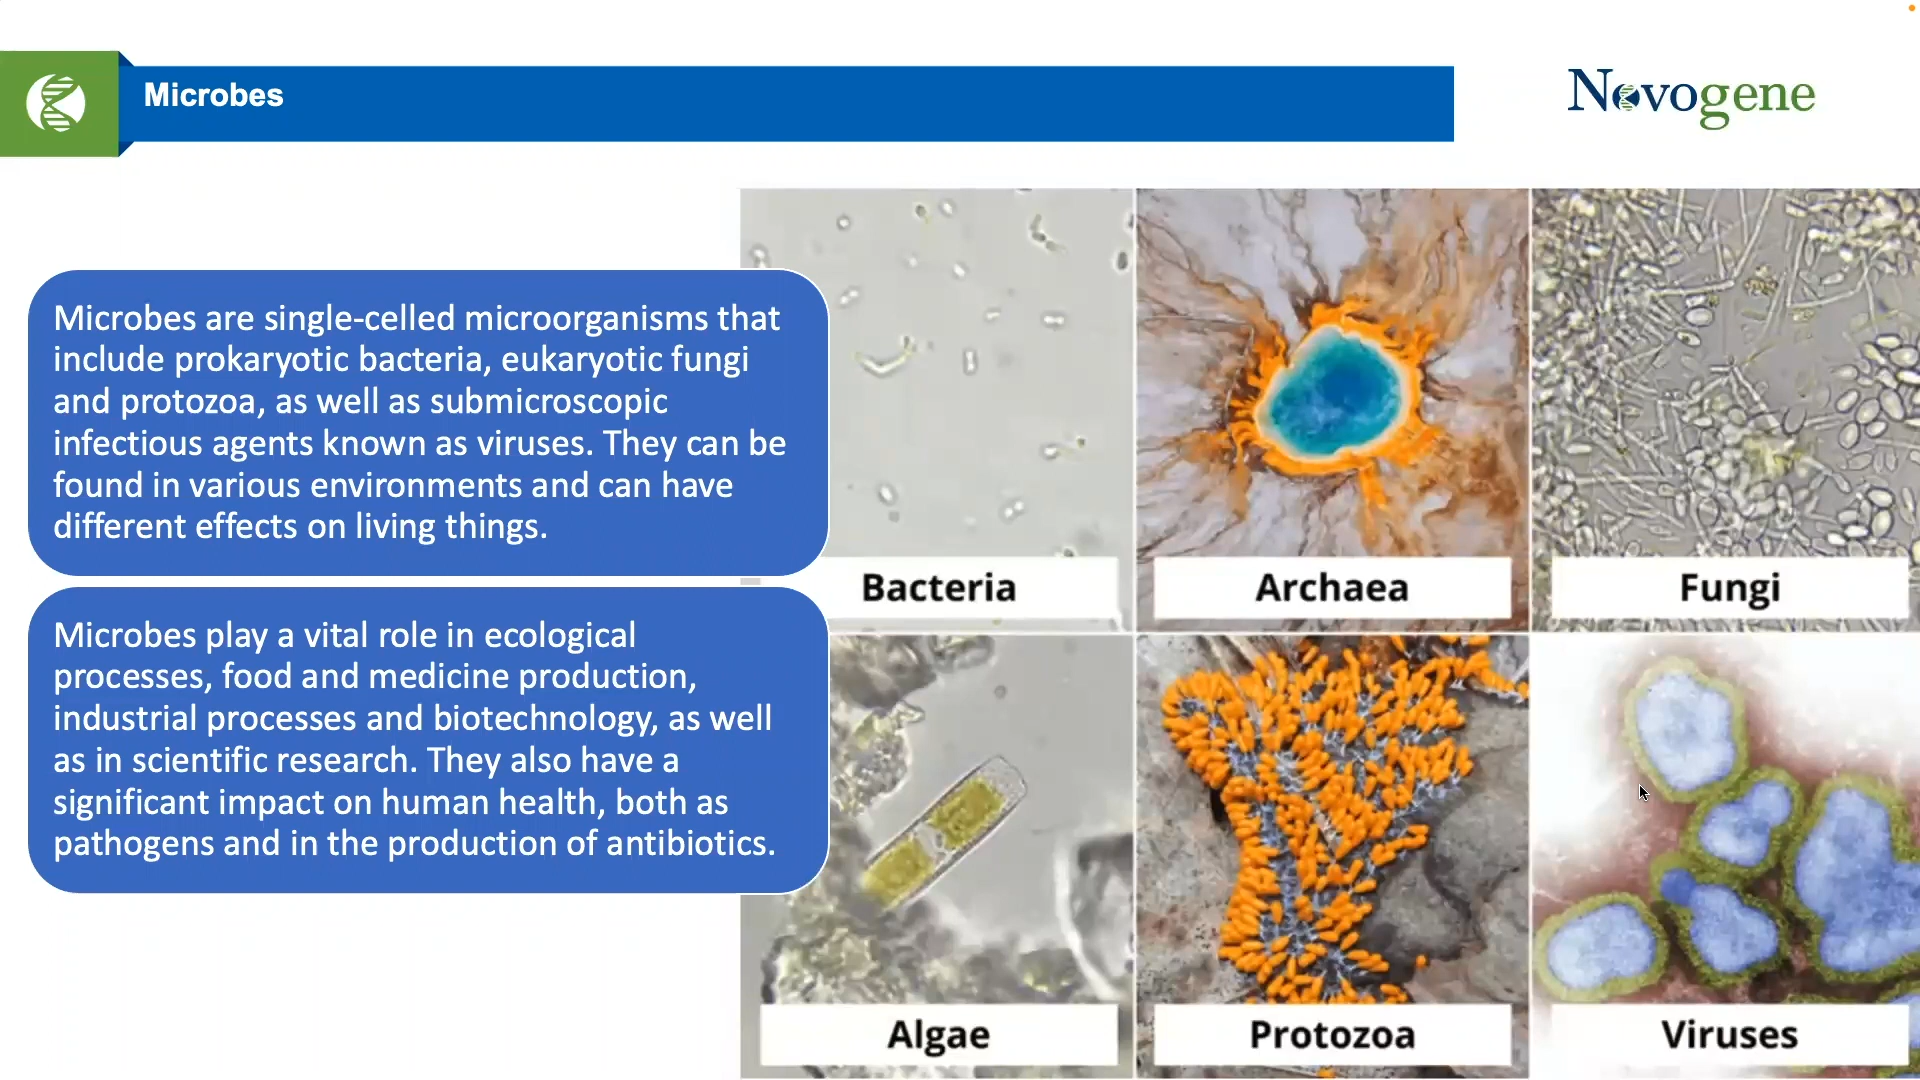 Microbes
Novogene
Microbes are single-celled microorganisms that
include prokaryotic bacteria, eukaryotic fungi
and protozoa, as well as submicroscopic
infectious agents known as viruses. They can be
found in various environments and can have
different effects on living things.
Microbes play a vital role in ecological
processes, food and medicine production,
industrial processes and biotechnology, as well
as in scientific research. They also have a
significant impact on human health, both as
pathogens and in the production of antibiotics.
Bacteria
Archaea
Fungi
Algae
Protozoa
Viruses